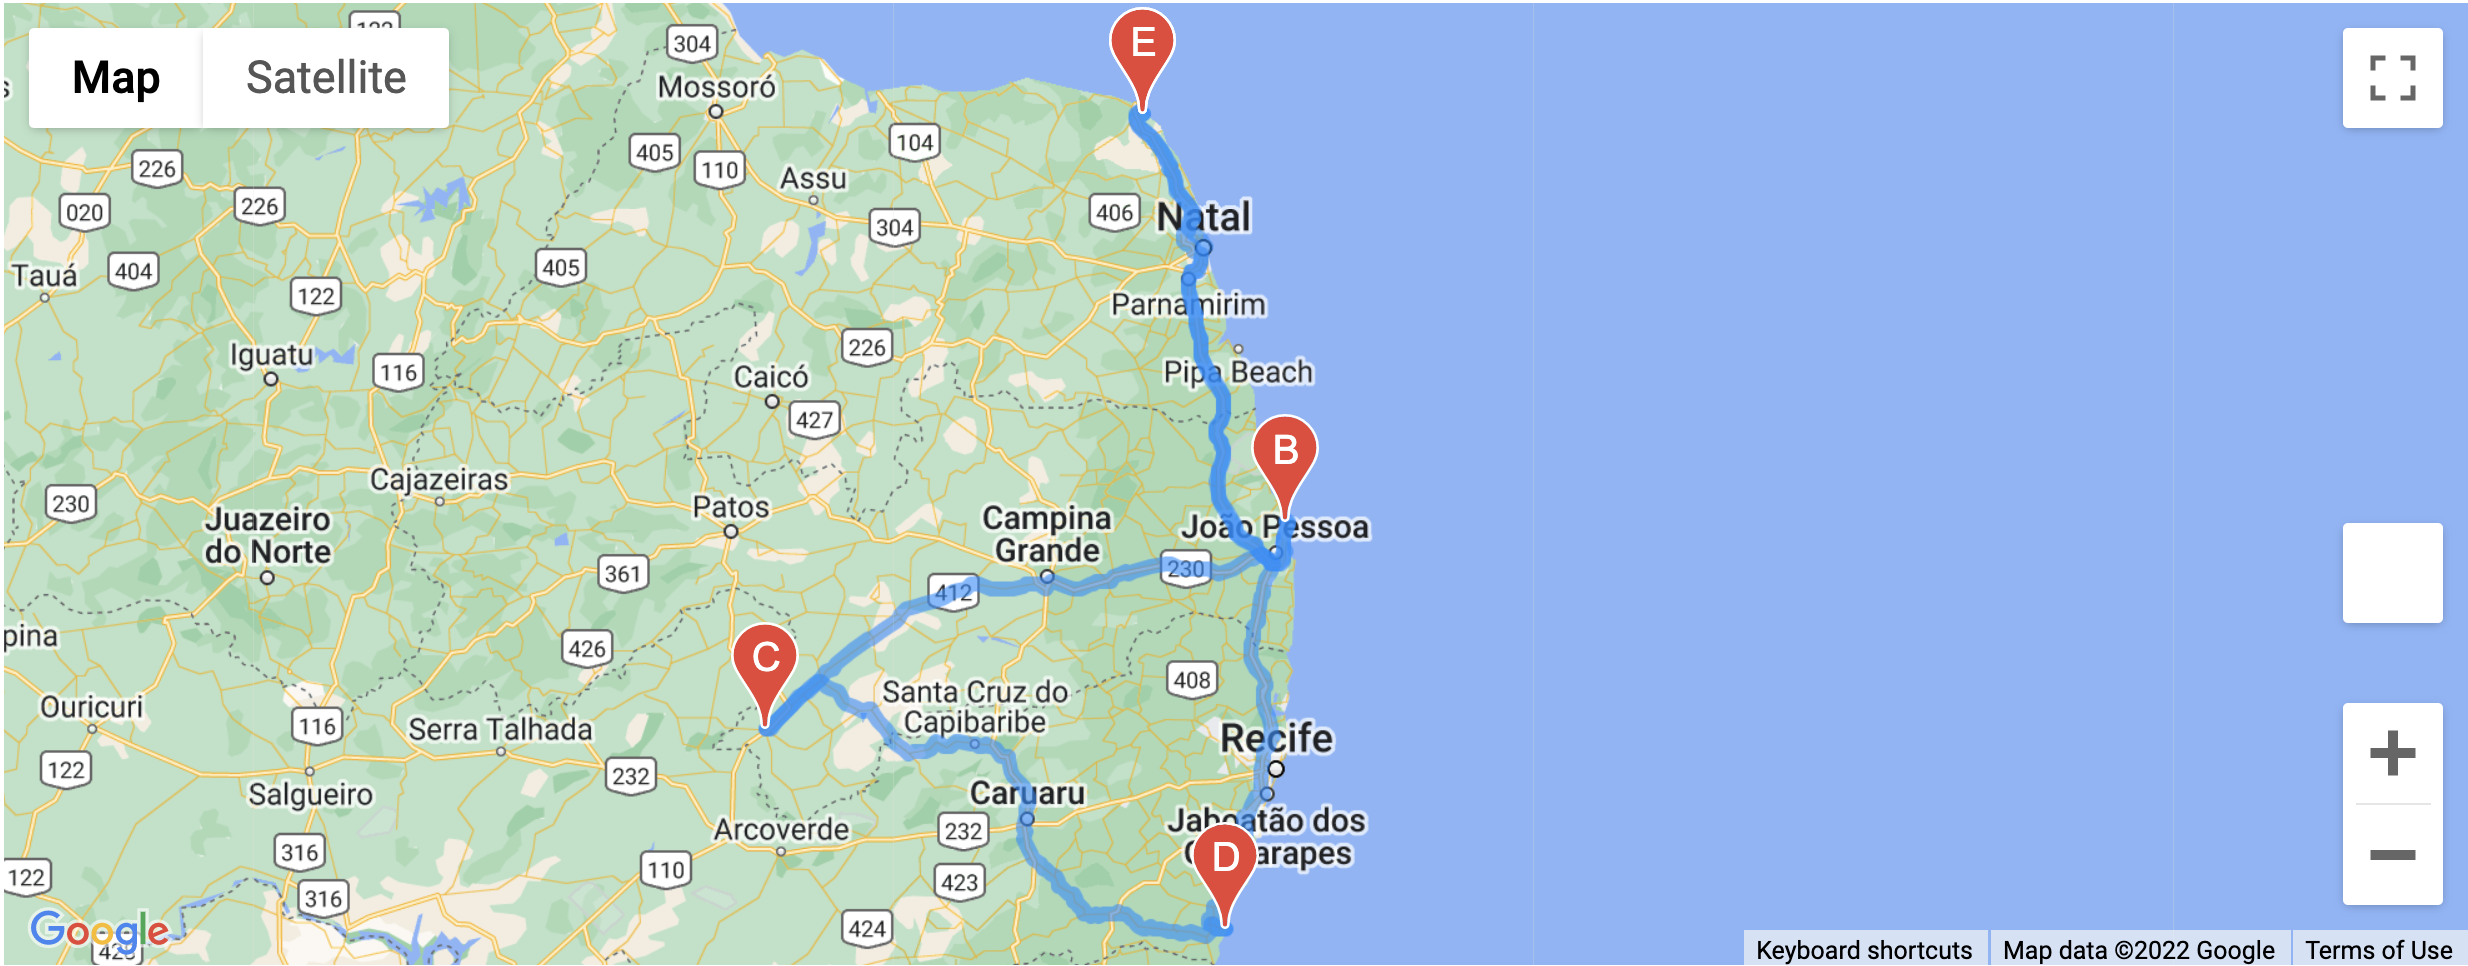 122
304
E
Map
Satellite
Mossoró
104
405
110
226
Assu
226
020
406
Natal
304
Tauá
404
405
122
Parnamirim
226
Iguatu
116
Pipa Beach
Caicó
427
B
Cajazeiras
230
Patos
Juazeiro
do Norte
Campina
Grande
João Pessoa
361
230
412
pina
426
C
408
Santa Cruz do
Capibaribe
Ouricuri
116
Serra Talhada
Recife
122
232
Salgueiro
Caruaru
Arcoverde
232
Jaboatão dos
Guararapes
D
316
122
110
423
316
424
Google
Keyboard shortcuts
Map data ©2022 Google
Terms of Use